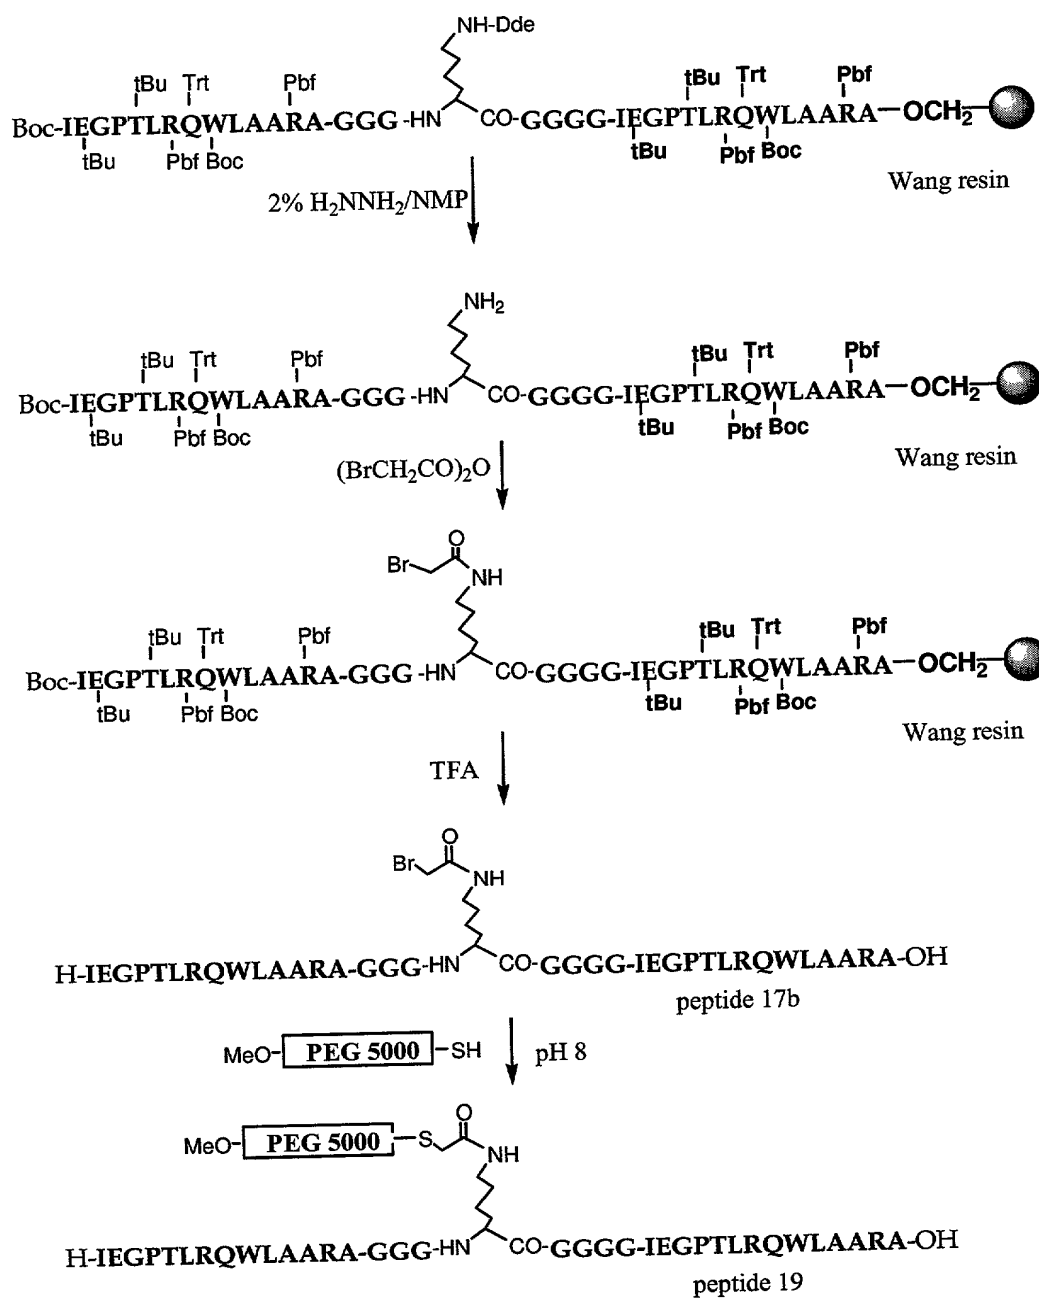 NH-Dde
tBu Trt Pbf tBu Trt Pbf
Boc-IEGPTLRQWLAARA-GGG-HN CO-GGGG-IEGPTLRQWLAARA-OCH2
tBu Pbf Boc tBu Pbf Boc
Wang resin
2% H2NNH2/NMP
NH2
tBu Trt Pbf tBu Trt Pbf
Boc-IEGPTLRQWLAARA-GGG-HN CO-GGGG-IEGPTLRQWLAARA-OCH2
tBu Pbf Boc tBu Pbf Boc
Wang resin
(BrCH2CO)2O
O
Br
NH
tBu Trt Pbf tBu Trt Pbf
Boc-IEGPTLRQWLAARA-GGG-HN CO-GGGG-IEGPTLRQWLAARA-OCH2
tBu Pbf Boc tBu Pbf Boc
Wang resin
TFA
O
Br
NH
H-IEGPTLRQWLAARA-GGG-HN CO-GGGG-IEGPTLRQWLAARA-OH
peptide 17b
MeO-PEG 5000-SH pH 8
O
MeO-PEG 5000-S
NH
H-IEGPTLRQWLAARA-GGG-HN CO-GGGG-IEGPTLRQWLAARA-OH
peptide 19